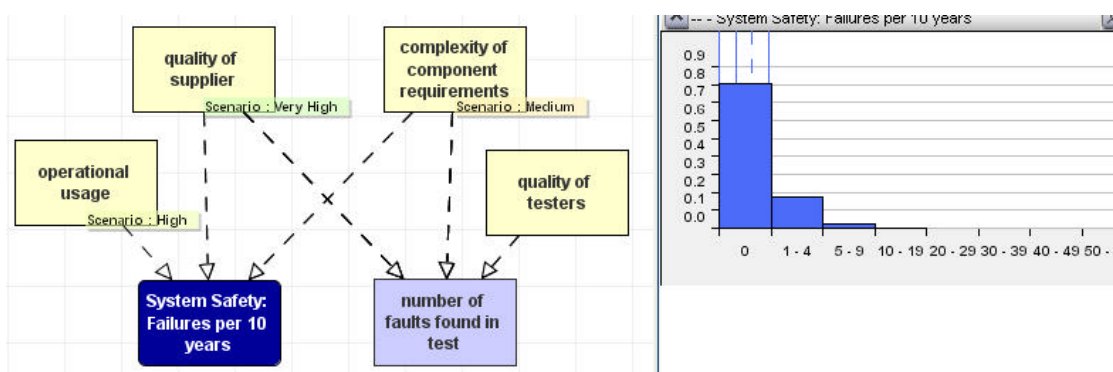 quality of
supplier
Scenario : Very High
complexity of
component
requirements
Scenario : Medium
operational
usage
Scenario : High
quality of
testers
System Safety:
Failures per 10
years
number of
faults found in
test
-- - System Safety: Failures per 10 years
0.9
0.8
0.7
0.6
0.5
0.4
0.3
0.2
0.1
0.0
0 1 - 4 5 - 9 10 - 19 20 - 29 30 - 39 40 - 49 50 -